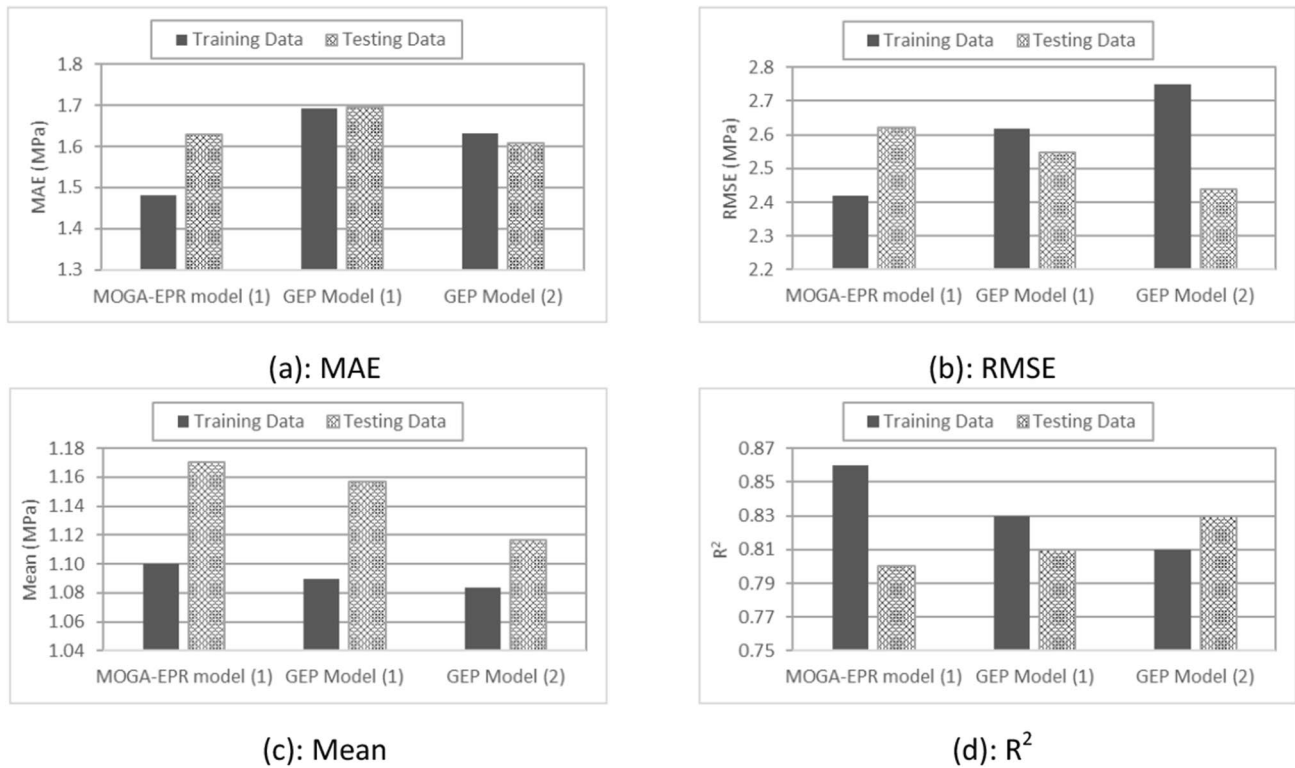 Training Data Testing Data
1.8
1.7
1.6
1.5
1.4
1.3
MAE (MPa)
MOGA-EPR model (1) GEP Model (1) GEP Model (2)
(a): MAE
Training Data Testing Data
2.8
2.7
2.6
2.5
2.4
2.3
2.2
RMSE (MPa)
MOGA-EPR model (1) GEP Model (1) GEP Model (2)
(b): RMSE
Training Data Testing Data
1.18
1.16
1.14
1.12
1.10
1.08
1.06
1.04
Mean (MPa)
MOGA-EPR model (1) GEP Model (1) GEP Model (2)
(c): Mean
Training Data Testing Data
0.87
0.85
0.83
0.81
0.79
0.77
0.75
R²
MOGA-EPR model (1) GEP Model (1) GEP Model (2)
(d): R²